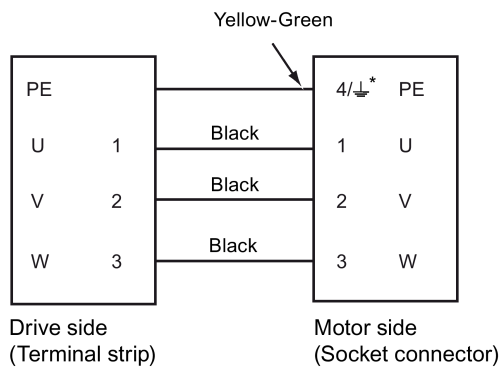 Yellow-Green
PE 4/⏚* PE
Black
U 1 1 U
Black
V 2 2 V
Black
W 3 3 W
Drive side
(Terminal strip)
Motor side
(Socket connector)